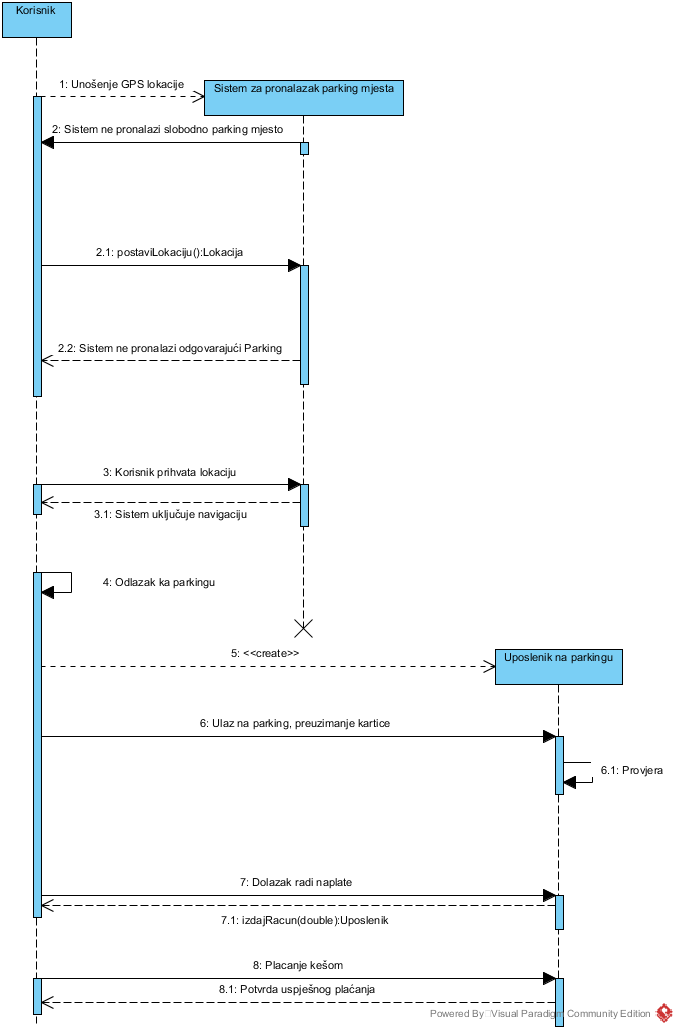 Korisnik
1: Unošenje GPS lokacije
Sistem za pronalazak parking mjesta
2: Sistem ne pronalazi slobodno parking mjesto
2.1: postaviLokaciju():Lokacija
2.2: Sistem ne pronalazi odgovarajući Parking
3: Korisnik prihvata lokaciju
3.1: Sistem uključuje navigaciju
4: Odlazak ka parkingu
5: <<create>>
Uposlenik na parkingu
6: Ulaz na parking, preuzimanje kartice
6.1: Provjera
7: Dolazak radi naplate
7.1: izdajRacun(double):Uposlenik
8: Placanje kešom
8.1: Potvrda uspješnog plaćanja
Powered By Visual Paradigm Community Edition